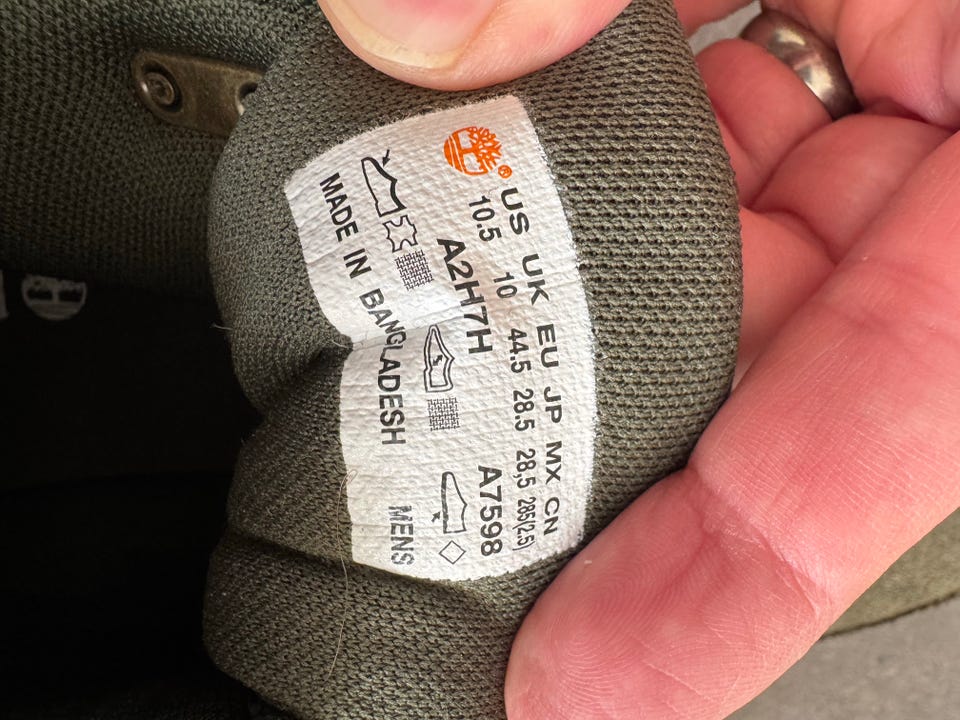 ®
US UK EU JP MX CN
10.5 10 44.5 28.5 28,5 285(2.5)
A2H7H A7598
MADE IN BANGLADESH MENS